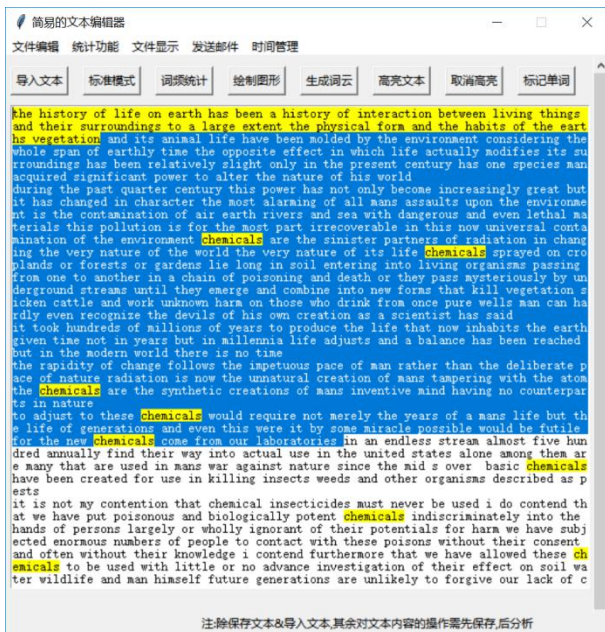 简易的文本编辑器
文件编辑 统计功能 文件显示 发送邮件 时间管理
导入文本 标准模式 词频统计 绘制图形 生成词云 高亮文本 取消高亮 标记单词
the history of life on earth has been a history of interaction between living things
and their surroundings to a large extent the physical form and the habits of the eart
hs vegetation and its animal life have been molded by the environment considering the
whole span of earthly time the opposite effect in which life actually modifies its su
rroundings has been relatively slight only in the present century has one species man
acquired significant power to alter the nature of his world
during the past quarter century this power has not only become increasingly great but
it has changed in character the most alarming of all mans assaults upon the environme
nt is the contamination of air earth rivers and sea with dangerous and even lethal ma
terials this pollution is for the most part irrecoverable in this now universal conta
mination of the environment chemicals are the sinister partners of radiation in chang
ing the very nature of the world the very nature of its life chemicals sprayed on cro
plands or forests or gardens lie long in soil entering into living organisms passing
from one to another in a chain of poisoning and death or they pass mysteriously by un
derground streams until they emerge and combine into new forms that kill vegetation s
icken cattle and work unknown harm on those who drink from once pure wells man can ha
rdly even recognize the devils of his own creation as a scientist has said
it took hundreds of millions of years to produce the life that now inhabits the earth
given time not in years but in millennia life adjusts and a balance has been reached
but in the modern world there is no time
the rapidity of change follows the impetuous pace of man rather than the deliberate p
ace of nature radiation is now the unnatural creation of mans tampering with the atom
the chemicals are the synthetic creations of mans inventive mind having no counterpar
ts in nature
to adjust to these chemicals would require not merely the years of a mans life but th
e life of generations and even this were it by some miracle possible would be futile
for the new chemicals come from our laboratories in an endless stream almost five hun
dred annually find their way into actual use in the united states alone among them ar
e many that are used in mans war against nature since the mid s over  basic chemicals
have been created for use in killing insects weeds and other organisms described as p
ests
it is not my contention that chemical insecticides must never be used i do contend th
at we have put poisonous and biologically potent chemicals indiscriminately into the
hands of persons largely or wholly ignorant of their potentials for harm we have subj
ected enormous numbers of people to contact with these poisons without their consent
and often without their knowledge i contend furthermore that we have allowed these ch
emicals to be used with little or no advance investigation of their effect on soil wa
ter wildlife and man himself future generations are unlikely to forgive our lack of c
注:除保存文本&导入文本,其余对文本内容的操作需先保存,后分析